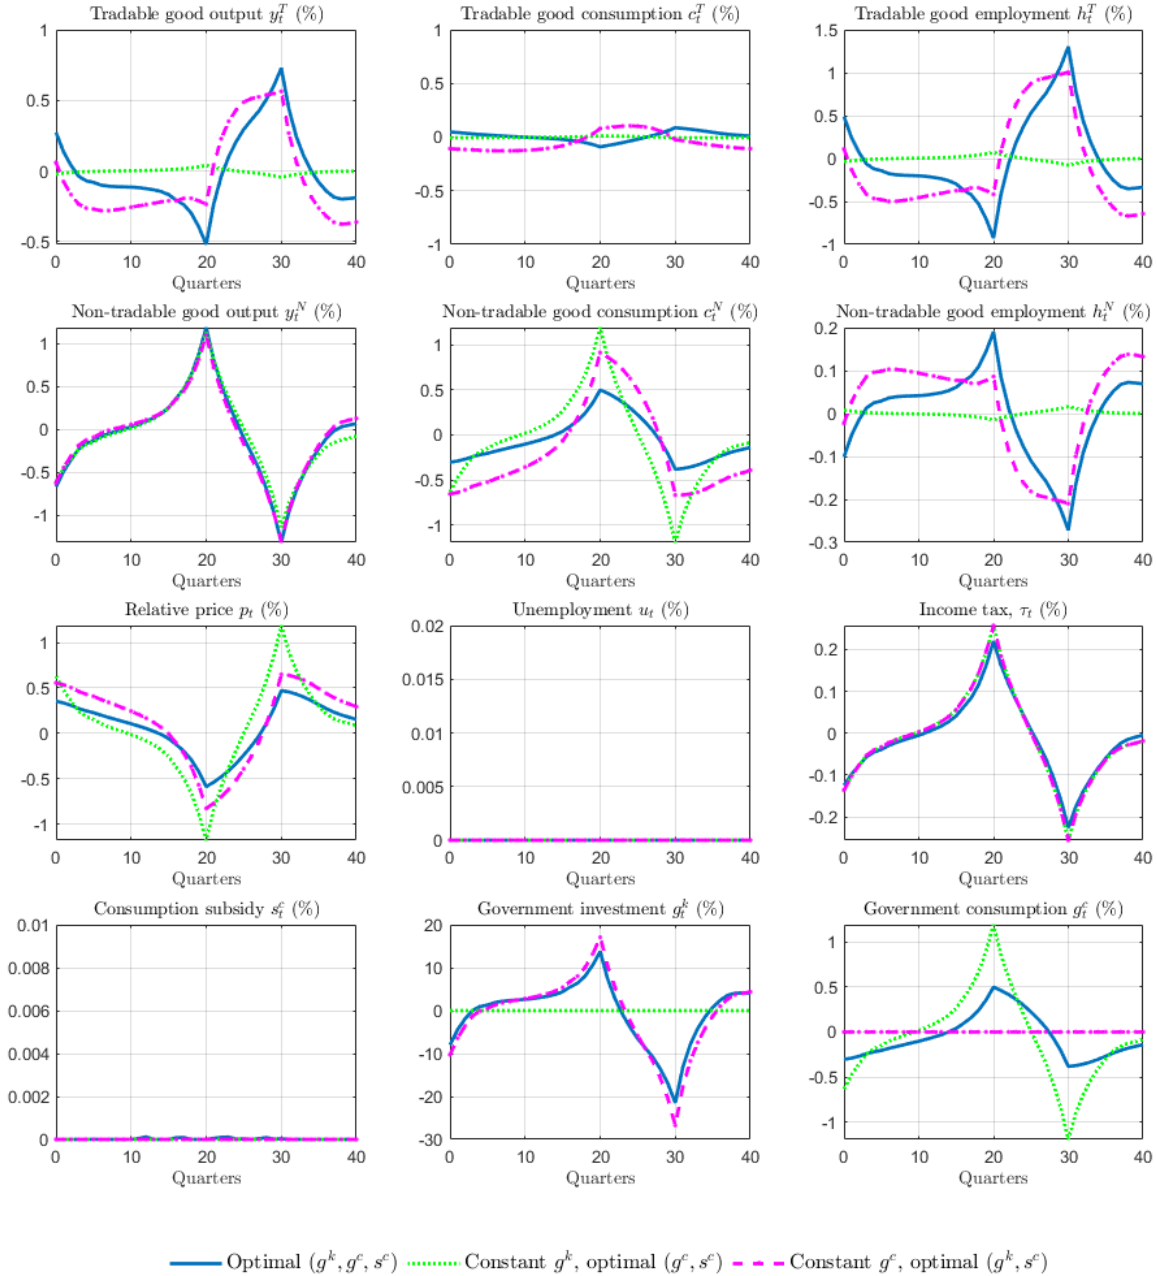 Tradable good output y_t^T (%)
1
0.5
0
-0.5
0 10 20 30 40
Quarters
Tradable good consumption c_t^T (%)
1
0.5
0
-0.5
-1
0 10 20 30 40
Quarters
Tradable good employment h_t^T (%)
1.5
1
0.5
0
-0.5
-1
0 10 20 30 40
Quarters
Non-tradable good output y_t^N (%)
1
0.5
0
-0.5
-1
0 10 20 30 40
Quarters
Non-tradable good consumption c_t^N (%)
1
0.5
0
-0.5
-1
0 10 20 30 40
Quarters
Non-tradable good employment h_t^N (%)
0.2
0.1
0
-0.1
-0.2
-0.3
0 10 20 30 40
Quarters
Relative price p_t (%)
1
0.5
0
-0.5
-1
0 10 20 30 40
Quarters
Unemployment u_t (%)
0.02
0.015
0.01
0.005
0
0 10 20 30 40
Quarters
Income tax, τ_t (%)
0.2
0.1
0
-0.1
-0.2
0 10 20 30 40
Quarters
Consumption subsidy s_t^c (%)
0.01
0.008
0.006
0.004
0.002
0
0 10 20 30 40
Quarters
Government investment g_t^k (%)
20
10
0
-10
-20
-30
0 10 20 30 40
Quarters
Government consumption g_t^c (%)
1
0.5
0
-0.5
-1
0 10 20 30 40
Quarters
Optimal (g^k, g^c, s^c) Constant g^k, optimal (g^c, s^c) Constant g^c, optimal (g^k, s^c)